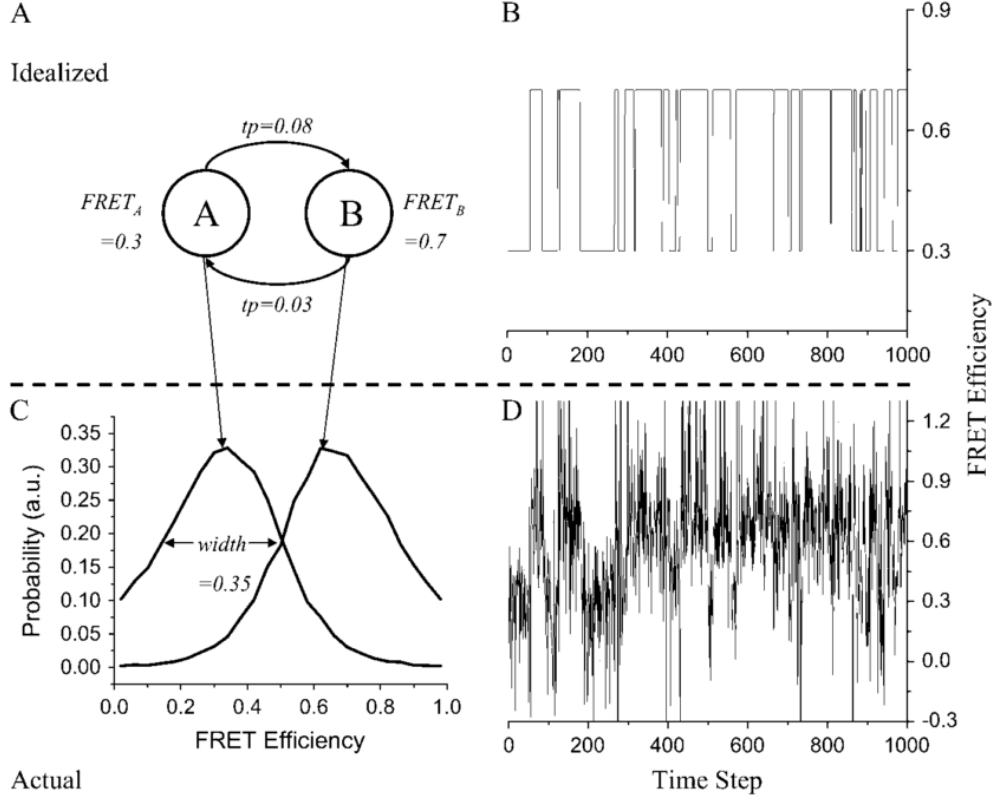 A
Idealized
tp=0.08
FRET_A
=0.3
A
B
FRET_B
=0.7
tp=0.03
B
0.9
0.6
0.3
0 200 400 600 800 1000
FRET Efficiency
C
0.35
0.30
0.25
0.20
0.15
0.10
0.05
0.00
Probability (a.u.)
width
=0.35
0.0 0.2 0.4 0.6 0.8 1.0
FRET Efficiency
Actual
D
1.2
0.9
0.6
0.3
0.0
-0.3
0 200 400 600 800 1000
Time Step